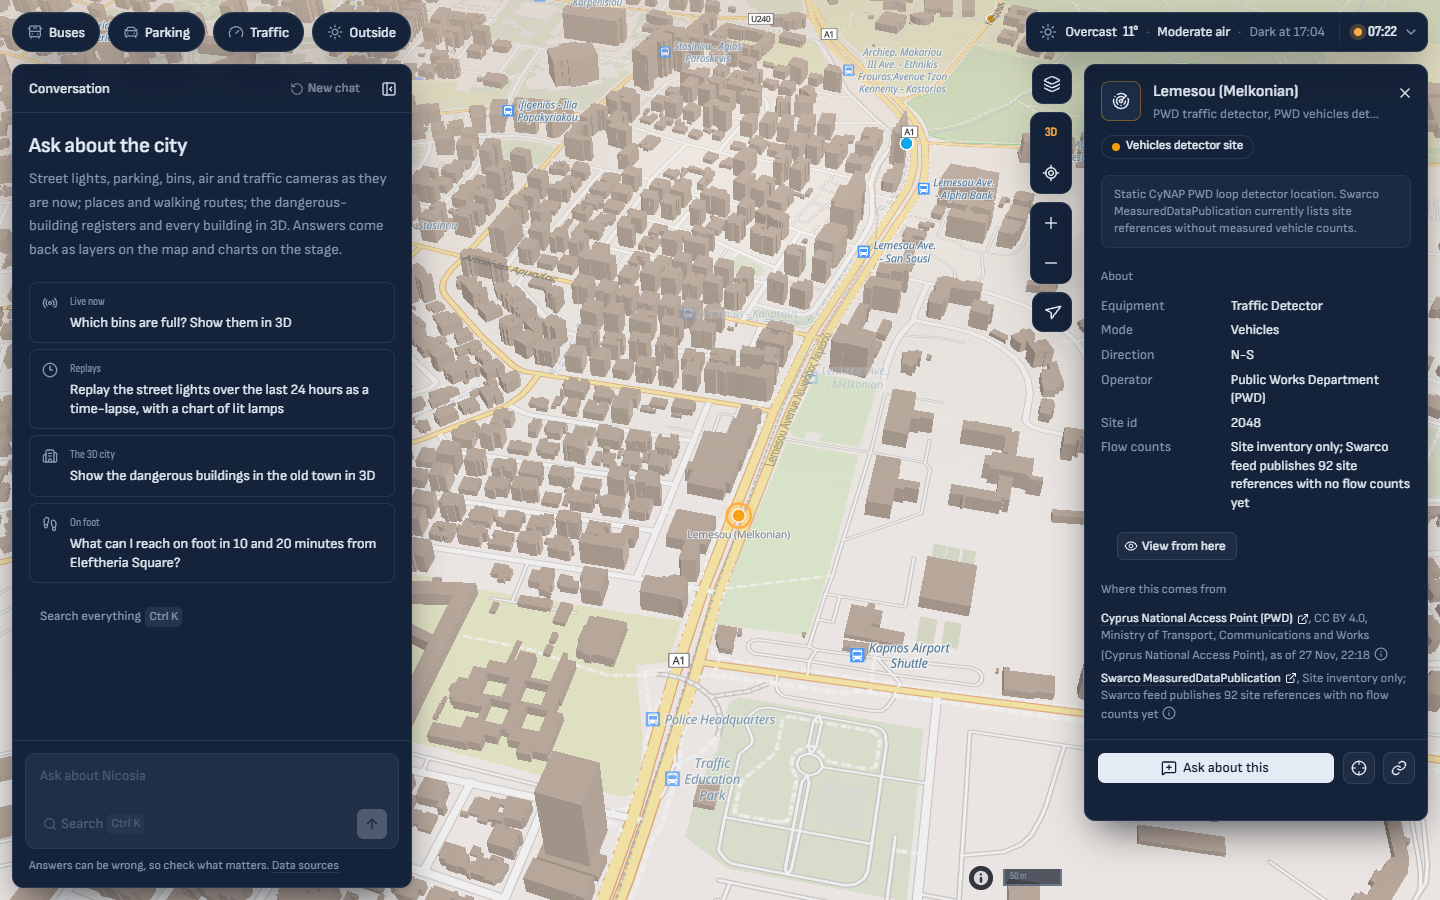 Buses
Parking
Traffic
Outside
Conversation
New chat
Ask about the city
Street lights, parking, bins, air and traffic cameras as they
are now; places and walking routes; the dangerous-
building registers and every building in 3D. Answers come
back as layers on the map and charts on the stage.
Live now
Which bins are full? Show them in 3D
Replays
Replay the street lights over the last 24 hours as a
time-lapse, with a chart of lit lamps
The 3D city
Show the dangerous buildings in the old town in 3D
On foot
What can I reach on foot in 10 and 20 minutes from
Eleftheria Square?
Search everything Ctrl K
Ask about Nicosia
Search Ctrl K
Answers can be wrong, so check what matters. Data sources
U240
A1
Stasinou - Agias
Paraskevis
Archiep. Makariou
III Ave. - Ethnikis
Frouras;Avenue Tzon
Kennenty - Kastorias
Ifigenias - Ilia
Papakyriakou
A1
Lemesou Ave.
- Alpha Bank
Stasinou
Lemesou Ave.
- San Sousi
Armenias Λεωφόρος
- Kalipsous
Lemesou Ave.
- Melkonian
Lemesou Avenue
Lemesou (Melkonian)
A1
Kapnos Airport
Shuttle
Police Headquarters
Traffic
Education
Park
50 m
3D
Overcast 11° · Moderate air · Dark at 17:04
07:22
Lemesou (Melkonian)
PWD traffic detector, PWD vehicles det...
Vehicles detector site
Static CyNAP PWD loop detector location. Swarco
MeasuredDataPublication currently lists site
references without measured vehicle counts.
About
Equipment Traffic Detector
Mode Vehicles
Direction N-S
Operator Public Works Department
(PWD)
Site id 2048
Flow counts Site inventory only; Swarco
feed publishes 92 site
references with no flow counts
yet
View from here
Where this comes from
Cyprus National Access Point (PWD), CC BY 4.0,
Ministry of Transport, Communications and Works
(Cyprus National Access Point), as of 27 Nov, 22:18
Swarco MeasuredDataPublication, Site inventory only;
Swarco feed publishes 92 site references with no flow
counts yet
Ask about this